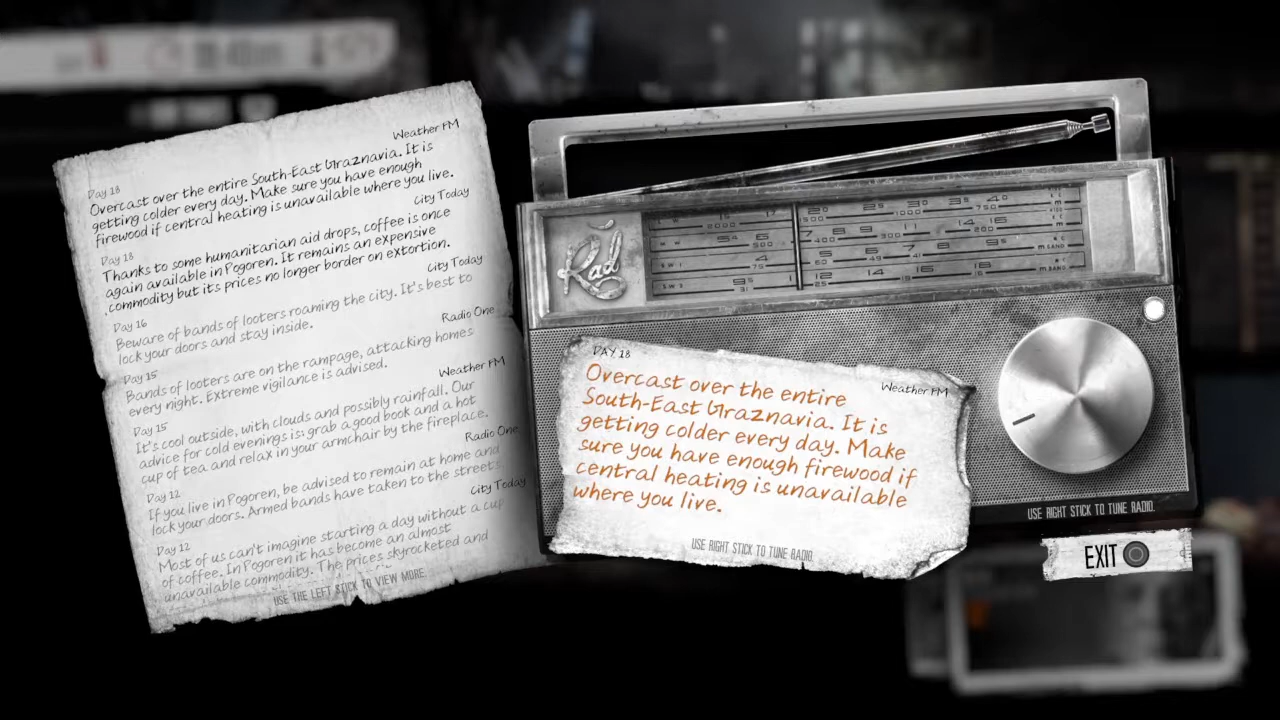 Weather FM
Day 18
Overcast over the entire South-East Graznavia. It is
getting colder every day. Make sure you have enough
firewood if central heating is unavailable where you live.
City Today
Day 18
Thanks to some humanitarian aid drops, coffee is once
again available in Pogoren. It remains an expensive
commodity but its prices no longer border on extortion.
City Today
Day 16
Beware of bands of looters roaming the city. It's best to
lock your doors and stay inside.
Radio One
Day 15
Bands of looters are on the rampage, attacking homes
every night. Extreme vigilance is advised.
Weather FM
Day 15
It's cool outside, with clouds and possibly rainfall. Our
advice for cold evenings is: grab a good book and a hot
cup of tea and relax in your armchair by the fireplace.
Radio One
Day 12
If you live in Pogoren, be advised to remain at home and
lock your doors. Armed bands have taken to the streets
City Today
Day 12
Most of us can't imagine starting a day without a cup
of coffee. In Pogoren it has become an almost
unavailable commodity. The prices skyrocketed and
USE THE LEFT STICK TO VIEW MORE
Rad
DAY 18
Weather FM
Overcast over the entire
South-East Graznavia. It is
getting colder every day. Make
sure you have enough firewood if
central heating is unavailable
where you live.
USE RIGHT STICK TO TUNE RADIO.
USE RIGHT STICK TO TUNE RADIO.
EXIT